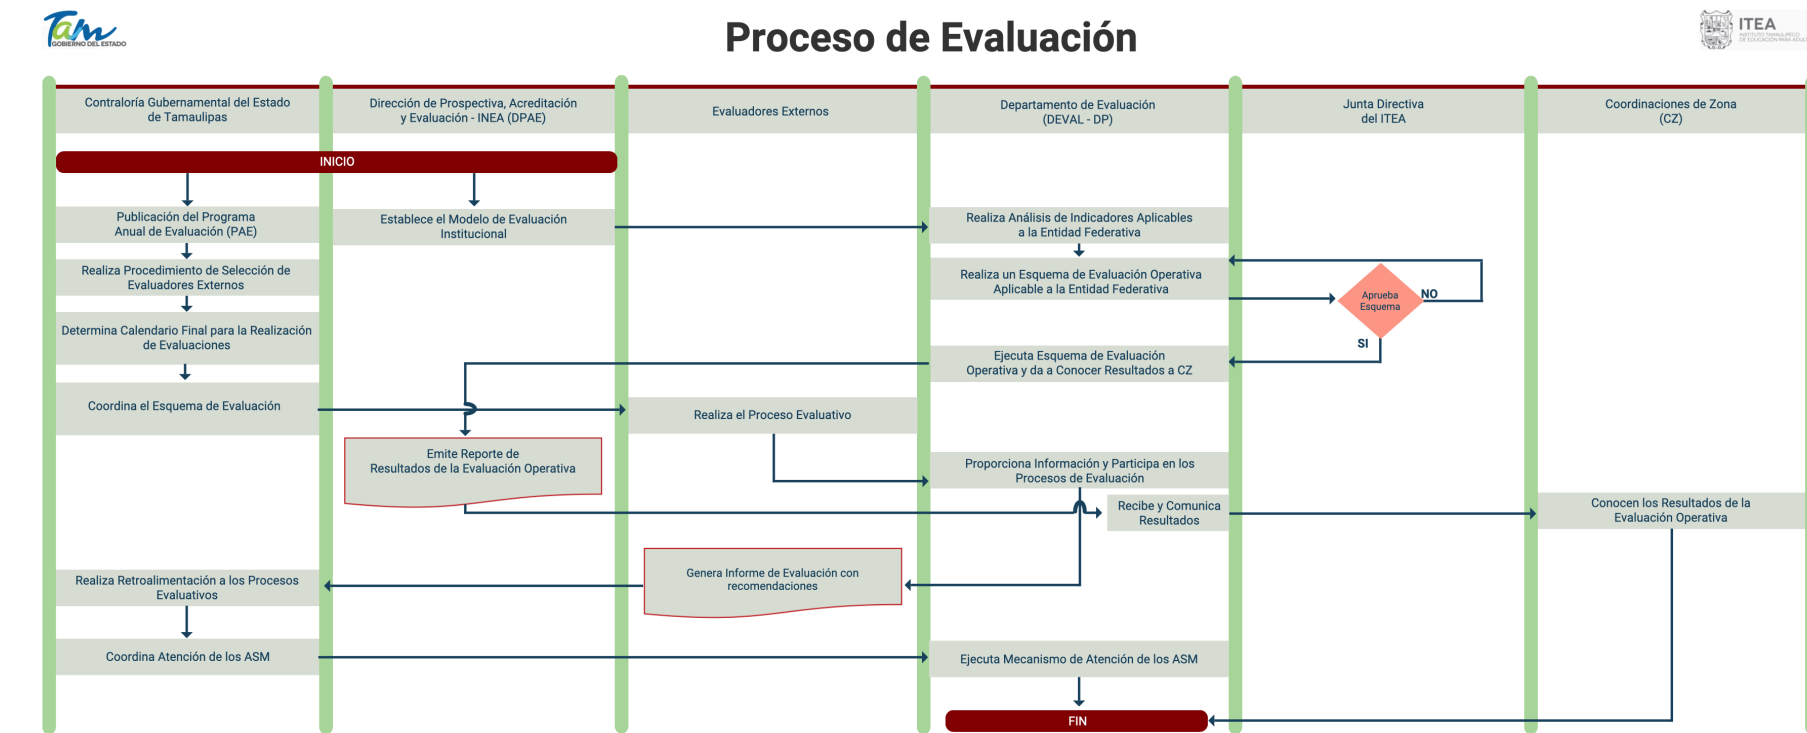 Tam
GOBIERNO DEL ESTADO
Proceso de Evaluación
ITEA
INSTITUTO TAMAULIPECO
DE EDUCACIÓN PARA ADUL
Contraloría Gubernamental del Estado
de Tamaulipas
Dirección de Prospectiva, Acreditación
y Evaluación - INEA (DPAE)
Evaluadores Externos
Departamento de Evaluación
(DEVAL - DP)
Junta Directiva
del ITEA
Coordinaciones de Zona
(CZ)
INICIO
Publicación del Programa
Anual de Evaluación (PAE)
Establece el Modelo de Evaluación
Institucional
Realiza Análisis de Indicadores Aplicables
a la Entidad Federativa
Realiza Procedimiento de Selección de
Evaluadores Externos
Realiza un Esquema de Evaluación Operativa
Aplicable a la Entidad Federativa
Aprueba
Esquema
NO
SI
Determina Calendario Final para la Realización
de Evaluaciones
Ejecuta Esquema de Evaluación
Operativa y da a Conocer Resultados a CZ
Coordina el Esquema de Evaluación
Realiza el Proceso Evaluativo
Emite Reporte de
Resultados de la Evaluación Operativa
Proporciona Información y Participa en los
Procesos de Evaluación
Recibe y Comunica
Resultados
Conocen los Resultados de la
Evaluación Operativa
Realiza Retroalimentación a los Procesos
Evaluativos
Genera Informe de Evaluación con
recomendaciones
Coordina Atención de los ASM
Ejecuta Mecanismo de Atención de los ASM
FIN